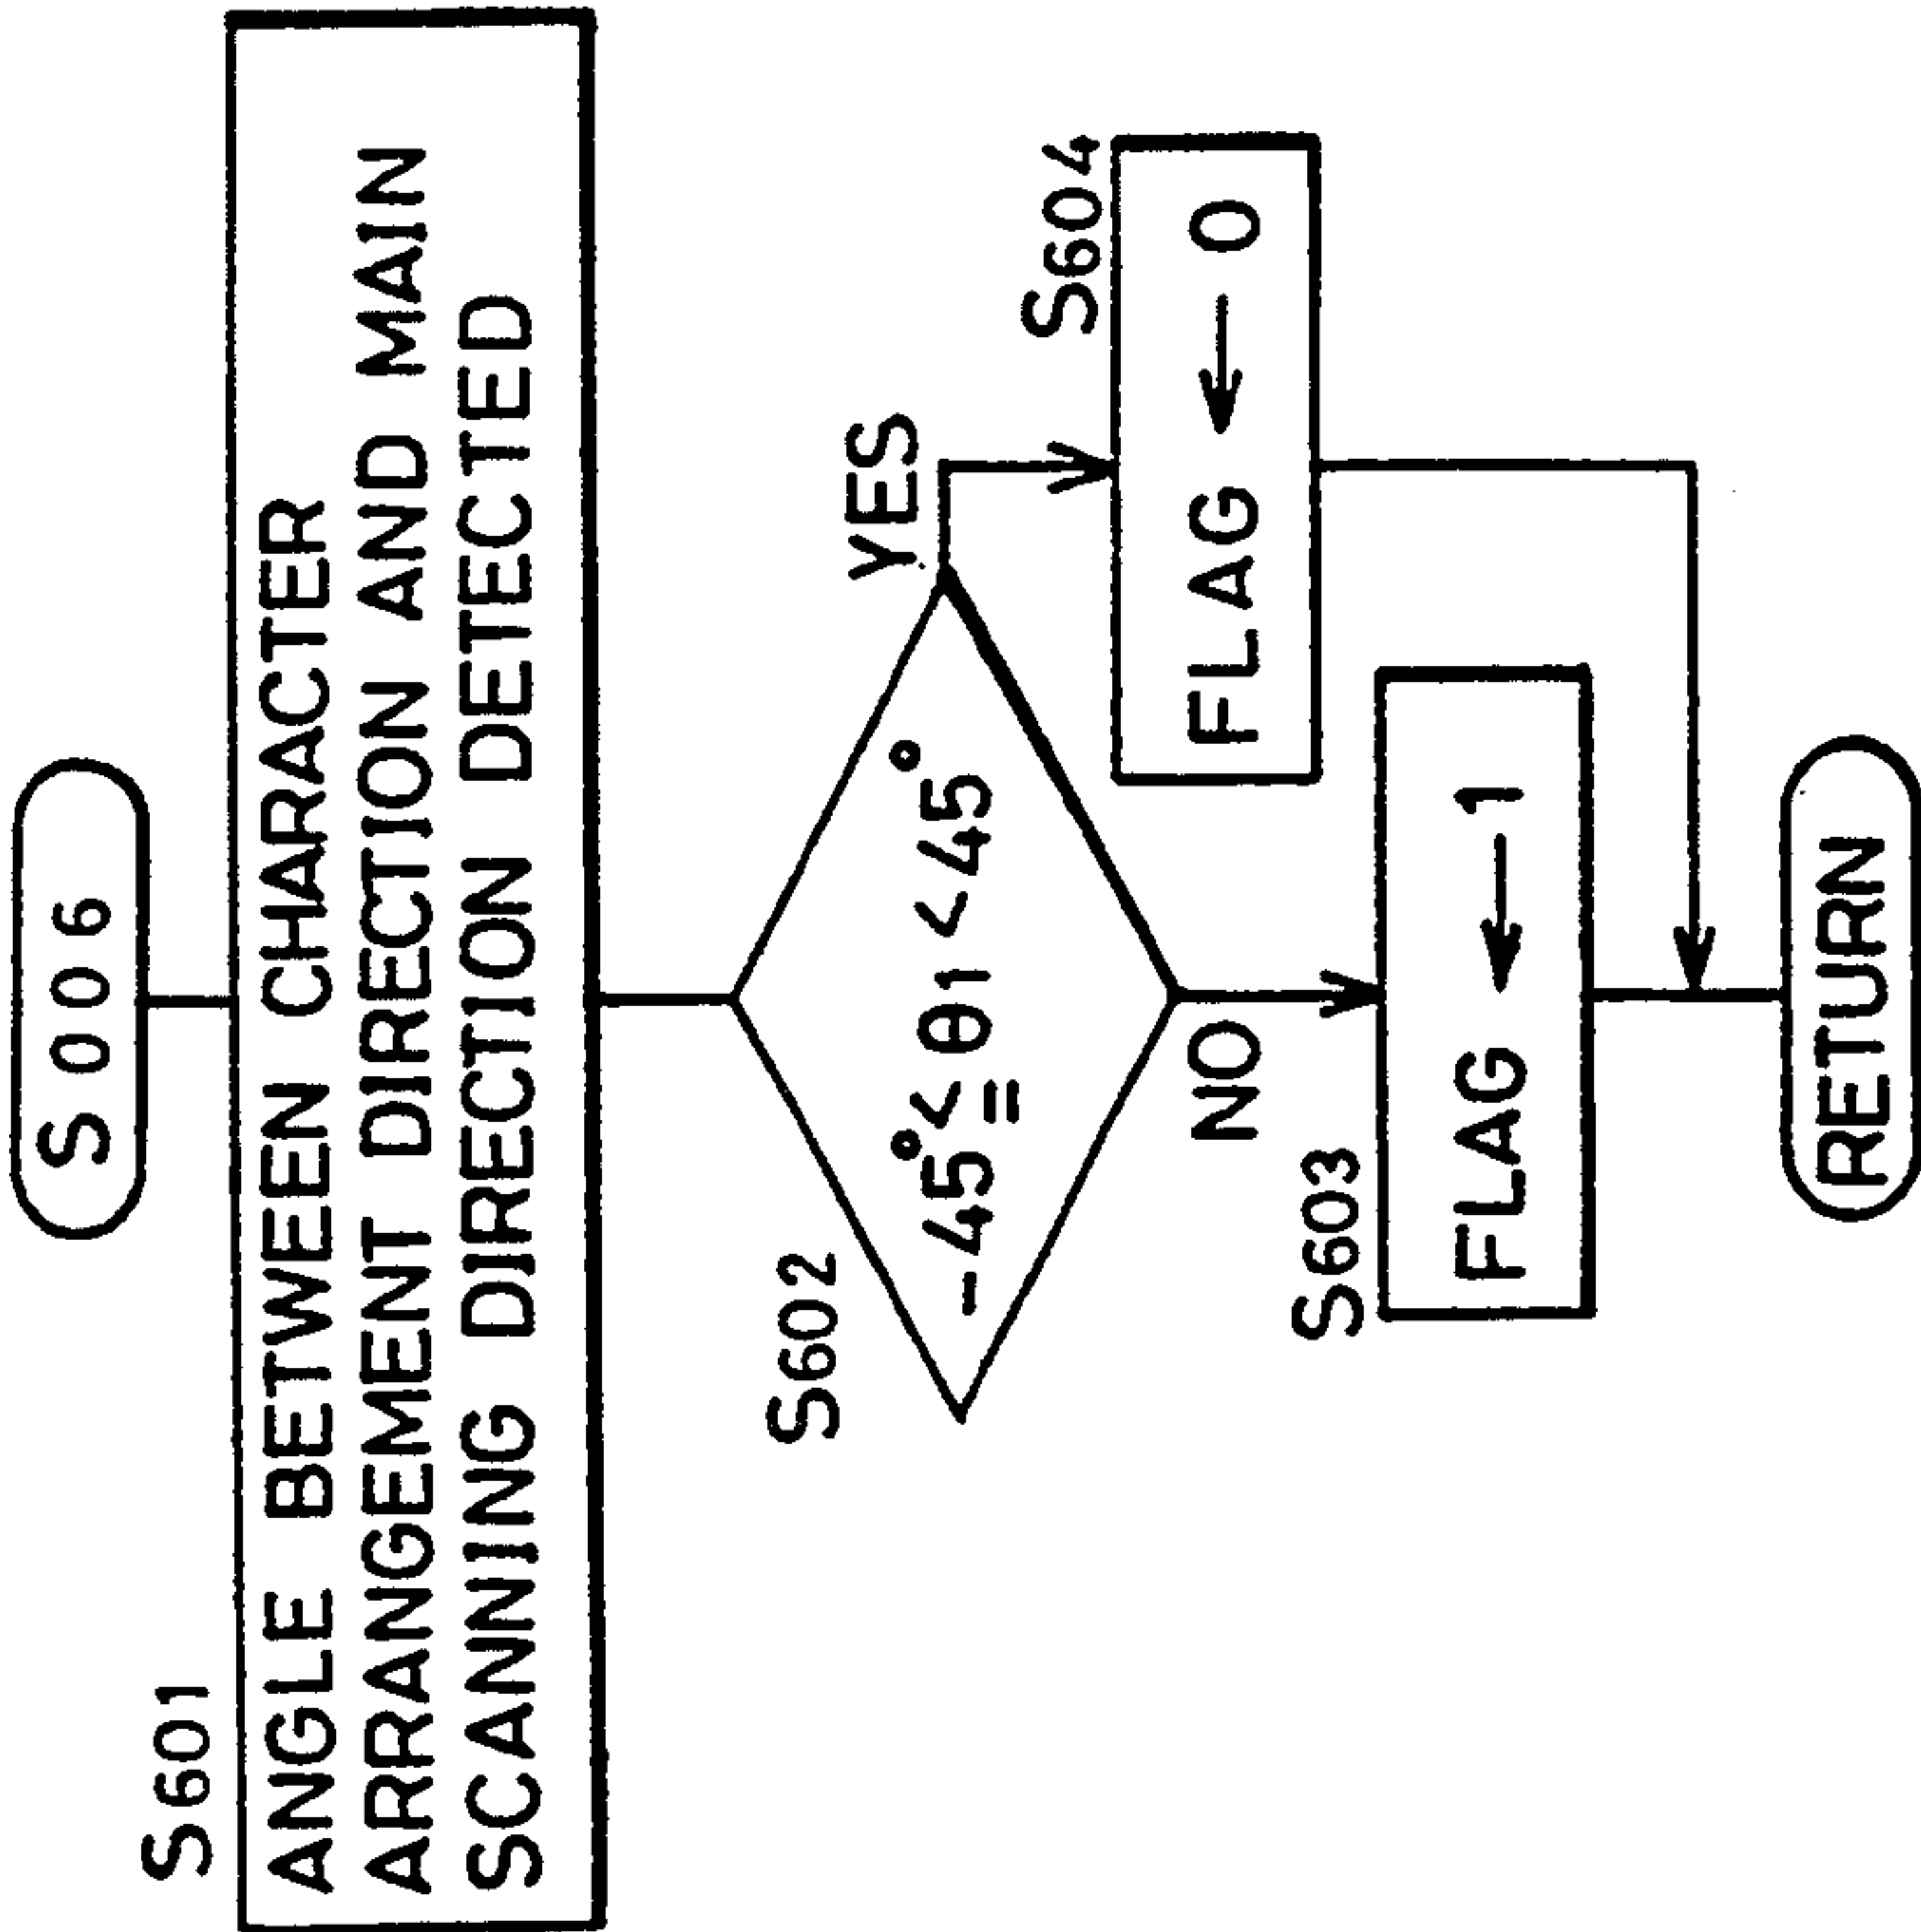 S006
S601
ANGLE BETWEEN CHARACTER
ARRANGEMENT DIRECTION AND MAIN
SCANNING DIRECTION DETECTED
S602
-45°≦θ1<45°
YES
NO
S604
FLAG ← 0
S603
FLAG ← 1
RETURN